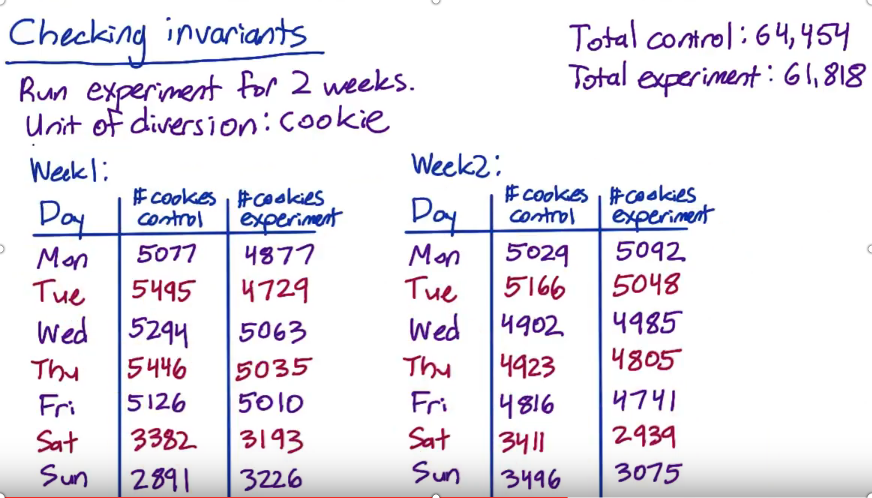 Checking invariants
Total control: 64,454
Total experiment: 61,818
Run experiment for 2 weeks.
Unit of diversion: cookie
Week1:
Day #cookies control #cookies experiment
Mon 5077 4877
Tue 5495 4729
Wed 5294 5063
Thu 5446 5035
Fri 5126 5010
Sat 3382 3193
Sun 2891 3226
Week2:
Day #cookies control #cookies experiment
Mon 5029 5092
Tue 5166 5048
Wed 4902 4985
Thu 4923 4805
Fri 4816 4741
Sat 3411 2939
Sun 3496 3075